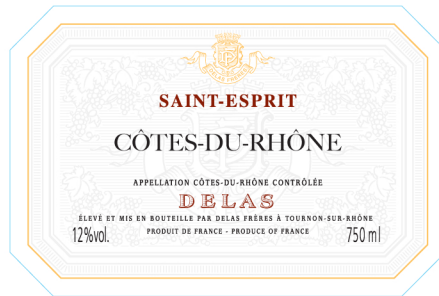 SAINT-ESPRIT
CÔTES-DU-RHÔNE
APPELLATION CÔTES-DU-RHÔNE CONTRÔLÉE
DELAS
ÉLEVÉ ET MIS EN BOUTEILLE PAR DELAS FRÈRES À TOURNON-SUR-RHÔNE
12%vol. PRODUIT DE FRANCE - PRODUCE OF FRANCE 750 ml